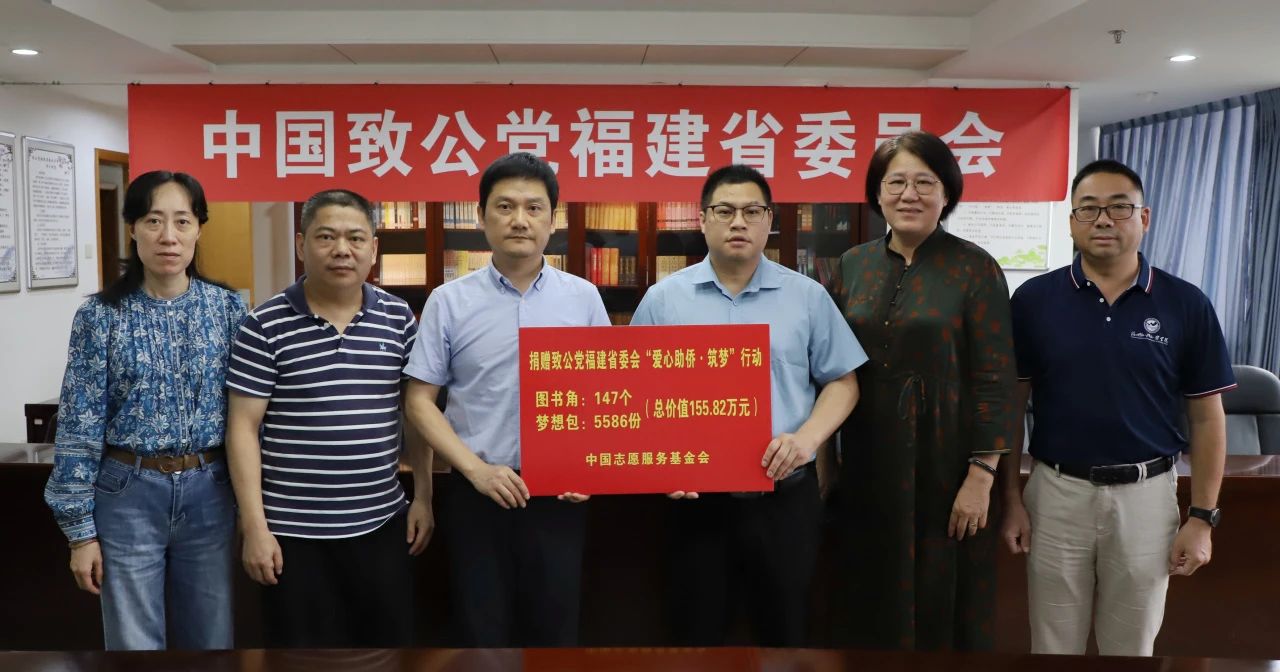 中国致公党福建省委员会
捐赠致公党福建省委会“爱心助侨·筑梦”行动
图书角：147个
梦想包：5586份
（总价值155.82万元）
中国志愿服务基金会